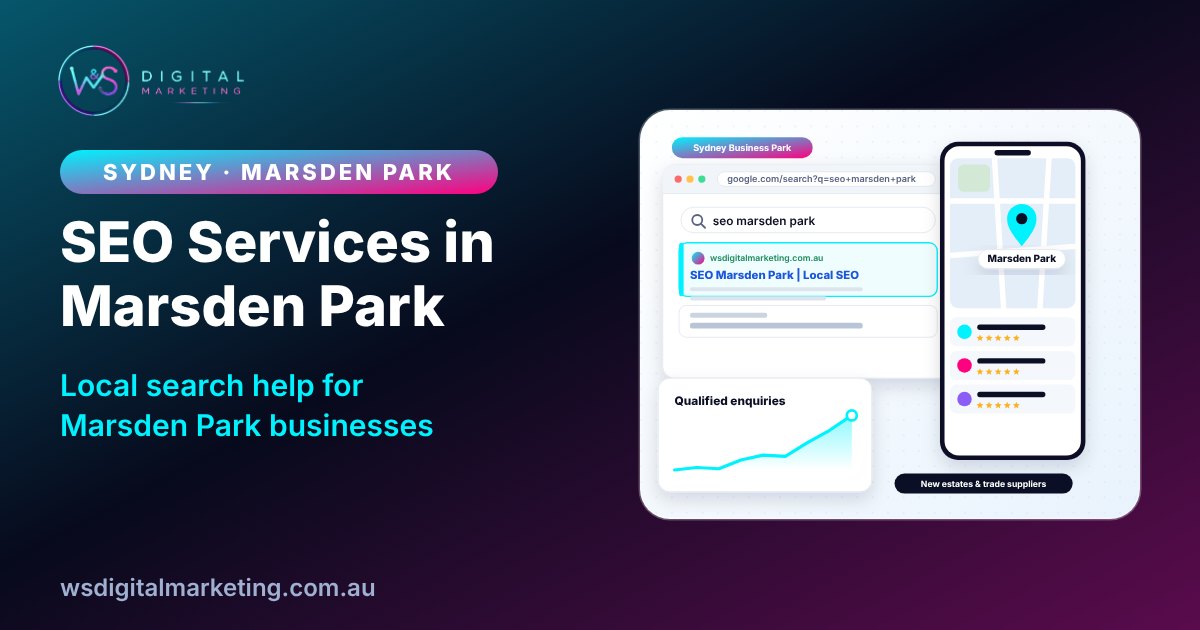 W&S DIGITAL
MARKETING
SYDNEY · MARSDEN PARK
SEO Services in
Marsden Park
Local search help for
Marsden Park businesses
wsdigitalmarketing.com.au
Sydney Business Park
google.com/search?q=seo+marsden+park
seo marsden park
wsdigitalmarketing.com.au
SEO Marsden Park | Local SEO
Qualified enquiries
Marsden Park
New estates & trade suppliers